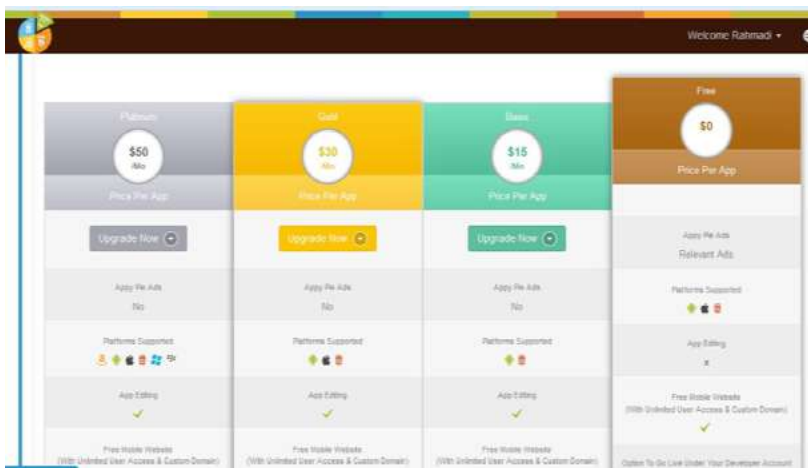 Welcome Rahmadi
Platinum
$50
/Mo
Price Per App
Upgrade Now
Appy Pie Ads
No
Platforms Supported
App Editing
Free Mobile Website
(With Unlimited User Access & Custom Domain)
Gold
$30
/Mo
Price Per App
Upgrade Now
Appy Pie Ads
No
Platforms Supported
App Editing
Free Mobile Website
(With Unlimited User Access & Custom Domain)
Basic
$15
/Mo
Price Per App
Upgrade Now
Appy Pie Ads
No
Platforms Supported
App Editing
Free Mobile Website
(With Unlimited User Access & Custom Domain)
Free
$0
Price Per App
Appy Pie Ads
Relevant Ads
Platforms Supported
App Editing
x
Free Mobile Website
(With Unlimited User Access & Custom Domain)
Option To Go Live Under Your Developer Account